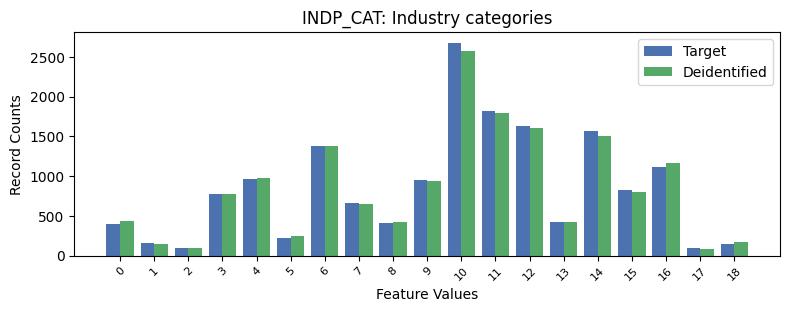 INDP_CAT: Industry categories
Target
Deidentified
Record Counts
2500
2000
1500
1000
500
0
0 1 2 3 4 5 6 7 8 9 10 11 12 13 14 15 16 17 18
Feature Values